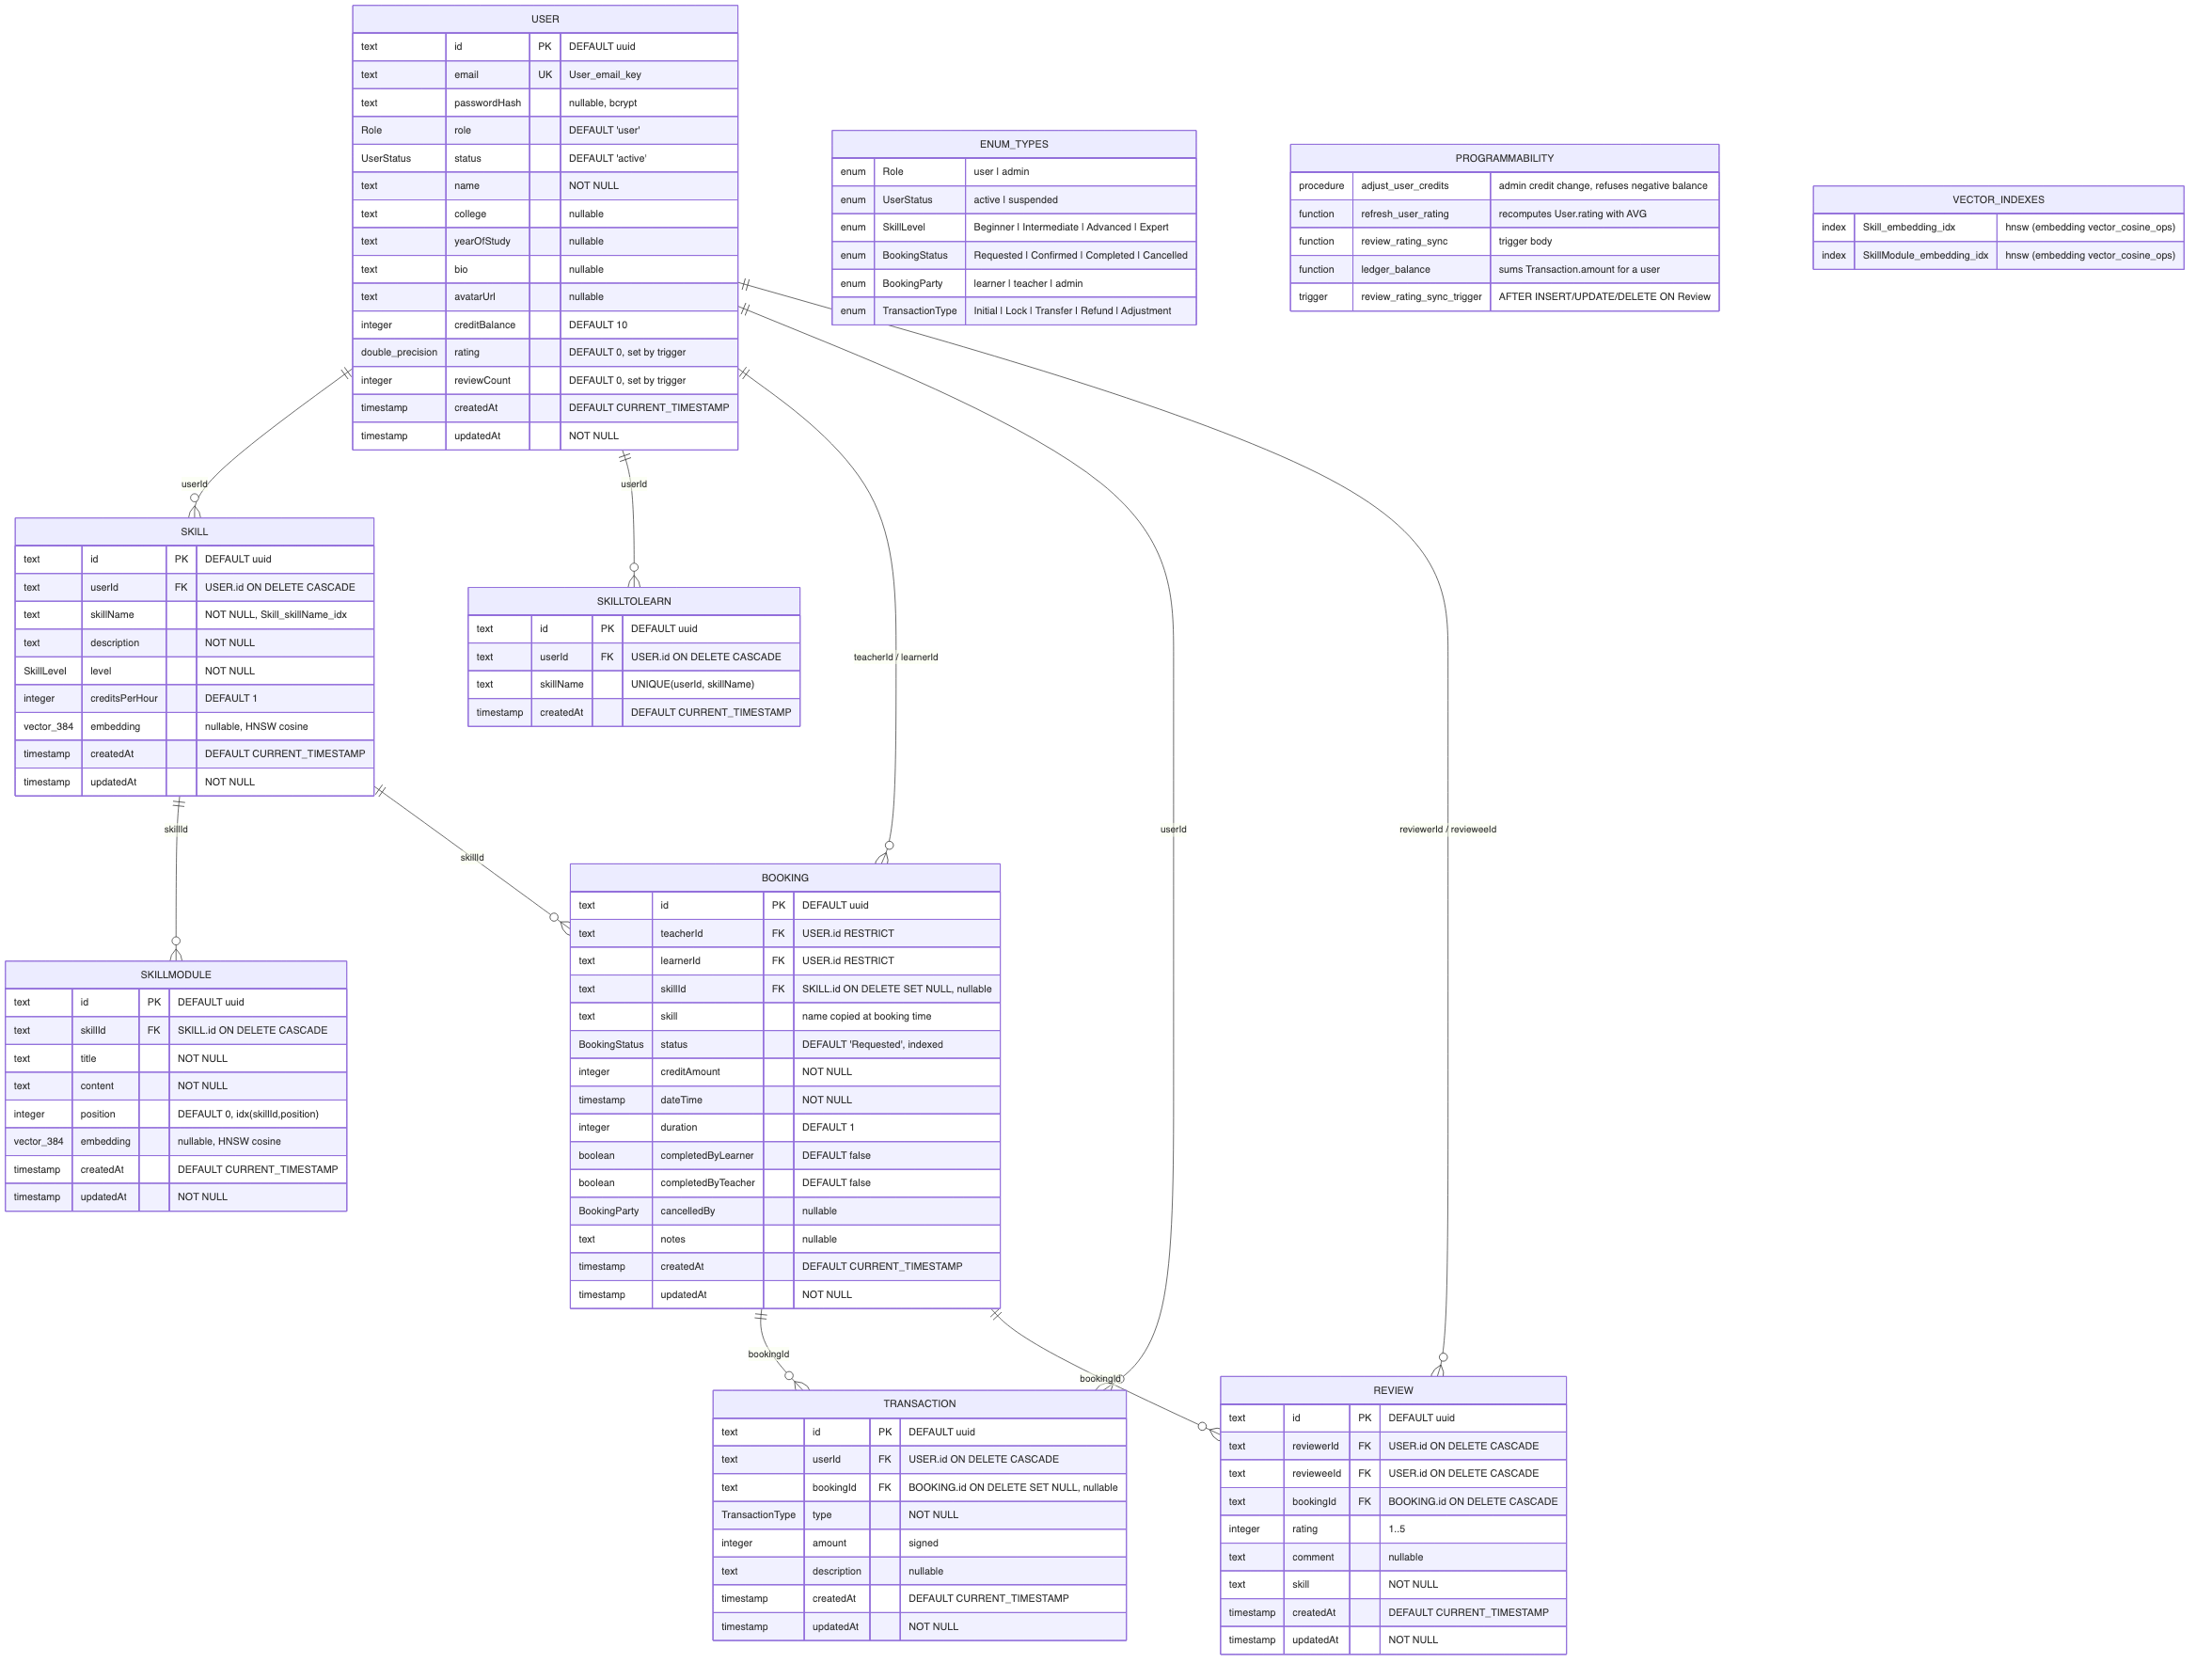 USER
text id PK DEFAULT uuid
text email UK User_email_key
text passwordHash nullable, bcrypt
Role role DEFAULT 'user'
UserStatus status DEFAULT 'active'
text name NOT NULL
text college nullable
text yearOfStudy nullable
text bio nullable
text avatarUrl nullable
integer creditBalance DEFAULT 10
double_precision rating DEFAULT 0, set by trigger
integer reviewCount DEFAULT 0, set by trigger
timestamp createdAt DEFAULT CURRENT_TIMESTAMP
timestamp updatedAt NOT NULL
ENUM_TYPES
enum Role user | admin
enum UserStatus active | suspended
enum SkillLevel Beginner | Intermediate | Advanced | Expert
enum BookingStatus Requested | Confirmed | Completed | Cancelled
enum BookingParty learner | teacher | admin
enum TransactionType Initial | Lock | Transfer | Refund | Adjustment
PROGRAMMABILITY
procedure adjust_user_credits admin credit change, refuses negative balance
function refresh_user_rating recomputes User.rating with AVG
function review_rating_sync trigger body
function ledger_balance sums Transaction.amount for a user
trigger review_rating_sync_trigger AFTER INSERT/UPDATE/DELETE ON Review
VECTOR_INDEXES
index Skill_embedding_idx hnsw (embedding vector_cosine_ops)
index SkillModule_embedding_idx hnsw (embedding vector_cosine_ops)
userId
userId
SKILL
text id PK DEFAULT uuid
text userId FK USER.id ON DELETE CASCADE
text skillName NOT NULL, Skill_skillName_idx
text description NOT NULL
SkillLevel level NOT NULL
integer creditsPerHour DEFAULT 1
vector_384 embedding nullable, HNSW cosine
timestamp createdAt DEFAULT CURRENT_TIMESTAMP
timestamp updatedAt NOT NULL
SKILLTOLEARN
text id PK DEFAULT uuid
text userId FK USER.id ON DELETE CASCADE
text skillName UNIQUE(userId, skillName)
timestamp createdAt DEFAULT CURRENT_TIMESTAMP
teacherId / learnerId
skillId
skillId
userId
reviewerId / revieweeId
BOOKING
text id PK DEFAULT uuid
text teacherId FK USER.id RESTRICT
text learnerId FK USER.id RESTRICT
text skillId FK SKILL.id ON DELETE SET NULL, nullable
text skill name copied at booking time
BookingStatus status DEFAULT 'Requested', indexed
integer creditAmount NOT NULL
timestamp dateTime NOT NULL
integer duration DEFAULT 1
boolean completedByLearner DEFAULT false
boolean completedByTeacher DEFAULT false
BookingParty cancelledBy nullable
text notes nullable
timestamp createdAt DEFAULT CURRENT_TIMESTAMP
timestamp updatedAt NOT NULL
SKILLMODULE
text id PK DEFAULT uuid
text skillId FK SKILL.id ON DELETE CASCADE
text title NOT NULL
text content NOT NULL
integer position DEFAULT 0, idx(skillId,position)
vector_384 embedding nullable, HNSW cosine
timestamp createdAt DEFAULT CURRENT_TIMESTAMP
timestamp updatedAt NOT NULL
bookingId
bookingId
TRANSACTION
text id PK DEFAULT uuid
text userId FK USER.id ON DELETE CASCADE
text bookingId FK BOOKING.id ON DELETE SET NULL, nullable
TransactionType type NOT NULL
integer amount signed
text description nullable
timestamp createdAt DEFAULT CURRENT_TIMESTAMP
timestamp updatedAt NOT NULL
REVIEW
text id PK DEFAULT uuid
text reviewerId FK USER.id ON DELETE CASCADE
text revieweeId FK USER.id ON DELETE CASCADE
text bookingId FK BOOKING.id ON DELETE CASCADE
integer rating 1..5
text comment nullable
text skill NOT NULL
timestamp createdAt DEFAULT CURRENT_TIMESTAMP
timestamp updatedAt NOT NULL